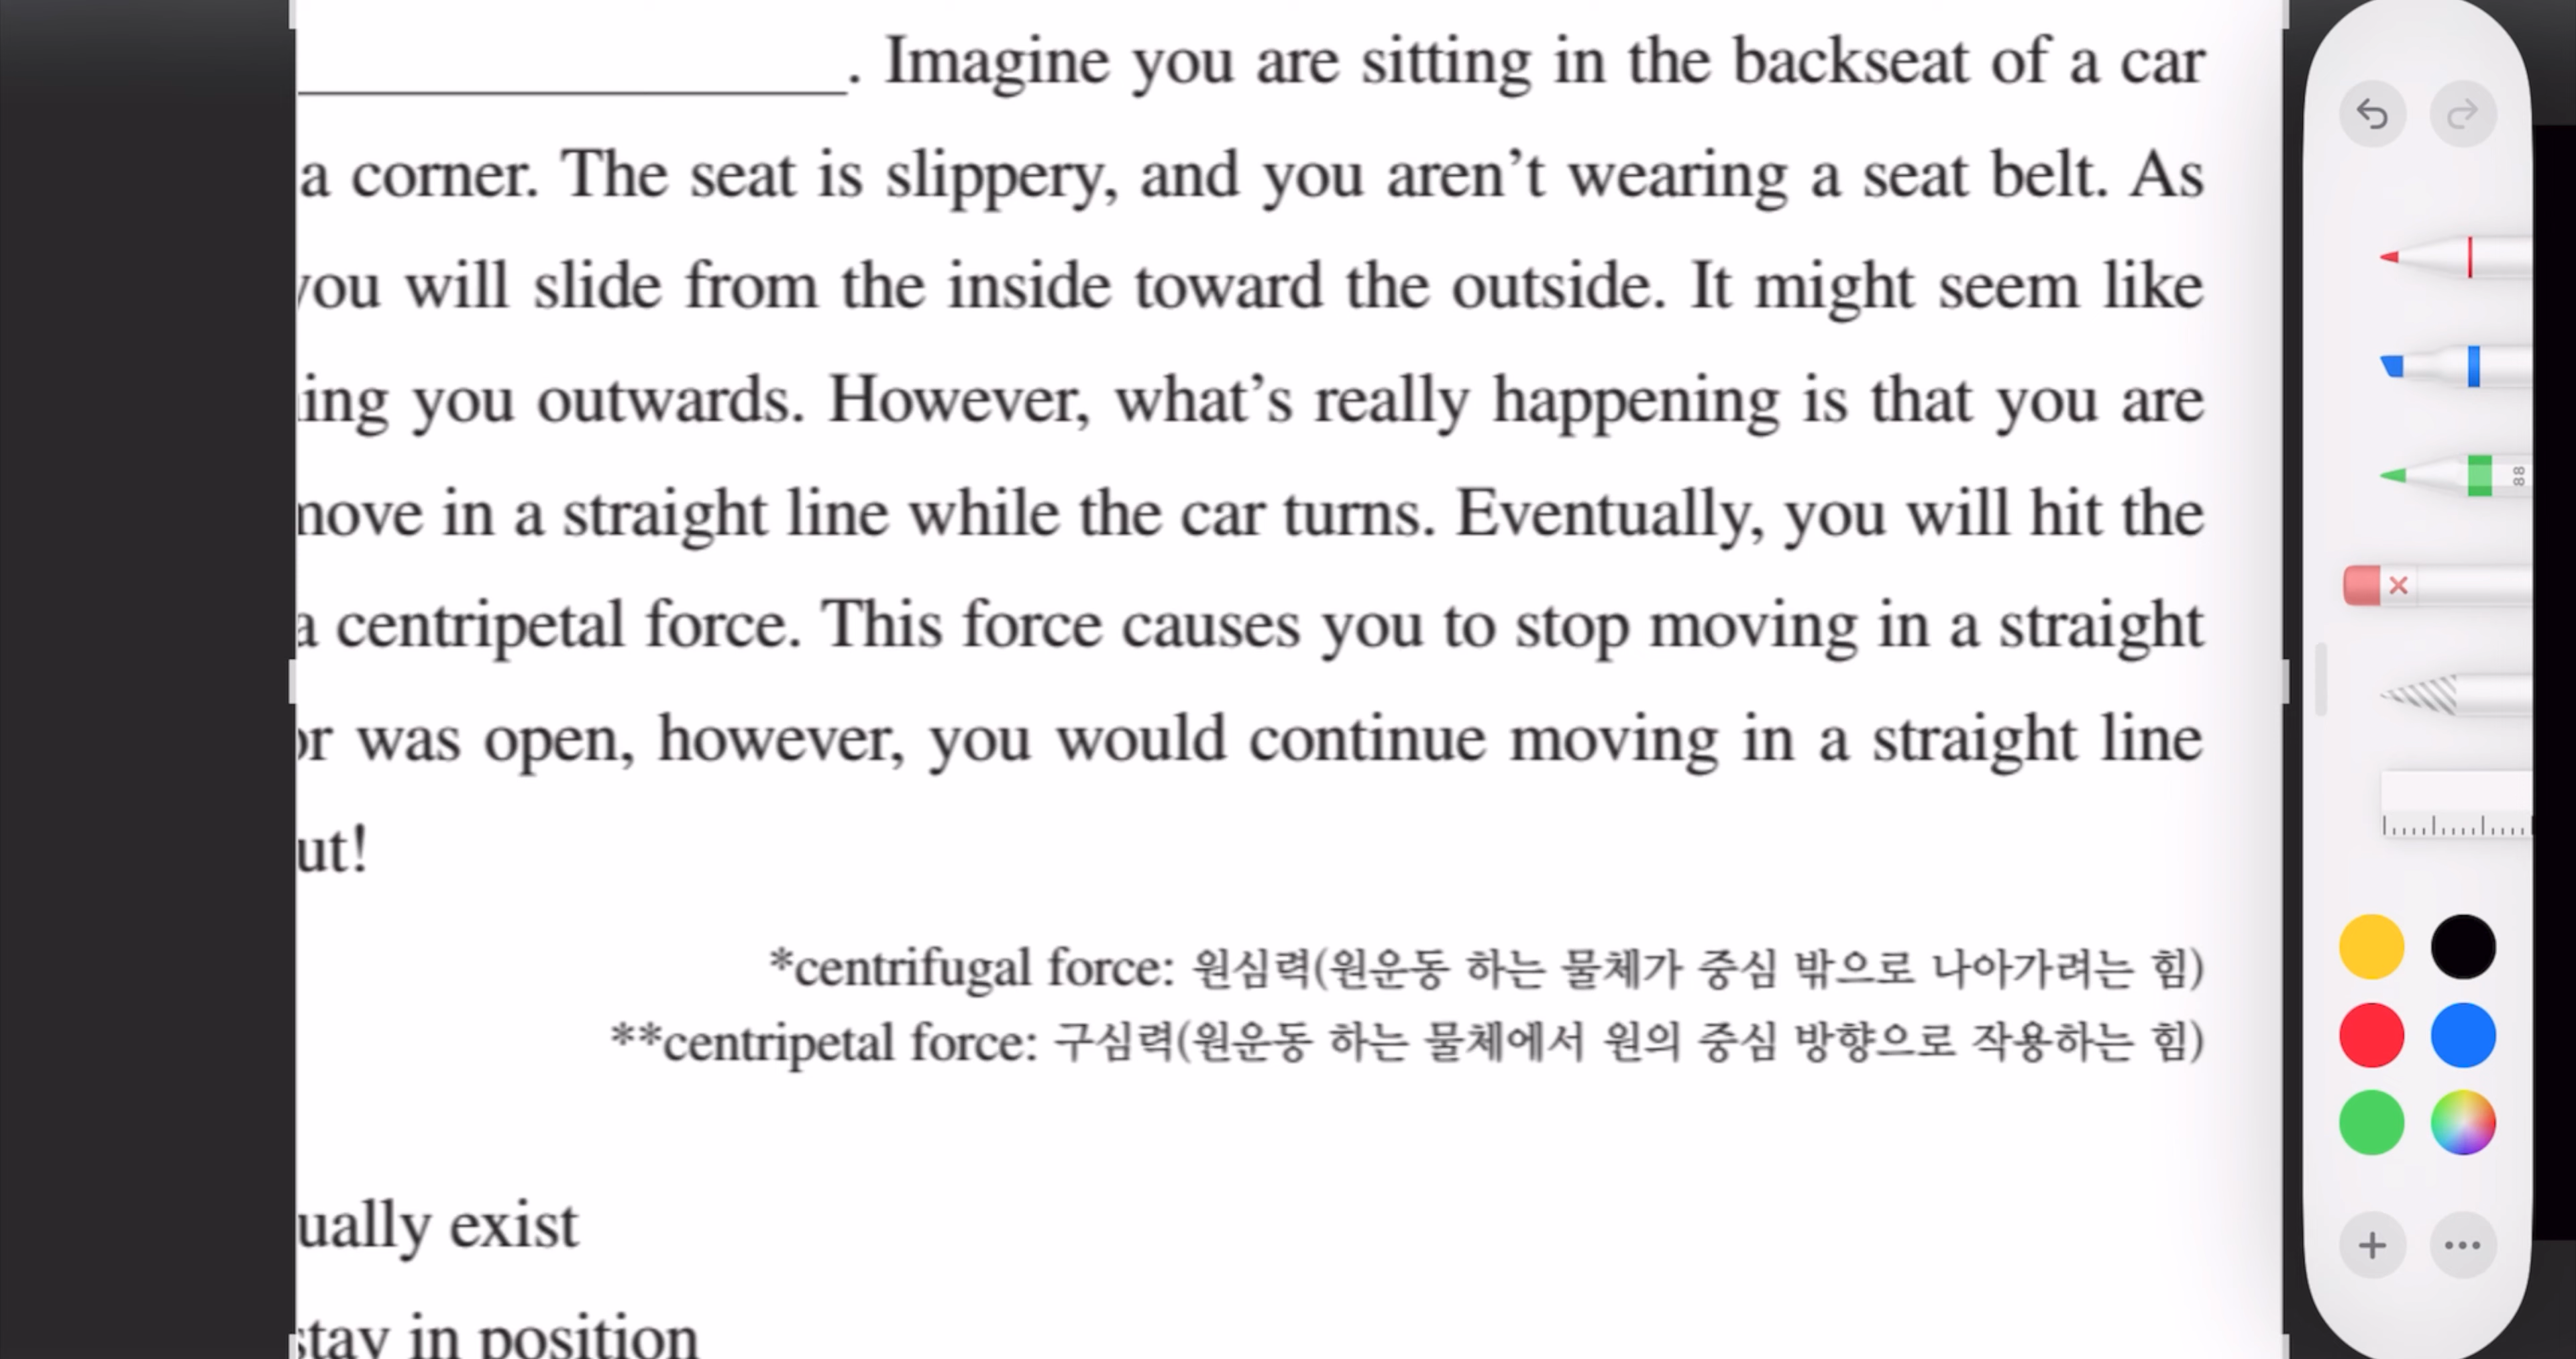 . Imagine you are sitting in the backseat of a car
a corner. The seat is slippery, and you aren't wearing a seat belt. As
you will slide from the inside toward the outside. It might seem like
ing you outwards. However, what's really happening is that you are
move in a straight line while the car turns. Eventually, you will hit the
a centripetal force. This force causes you to stop moving in a straight
or was open, however, you would continue moving in a straight line
ut!
*centrifugal force: 원심력(원운동 하는 물체가 중심 밖으로 나아가려는 힘)
**centripetal force: 구심력(원운동 하는 물체에서 원의 중심 방향으로 작용하는 힘)
ually exist
stay in position
88